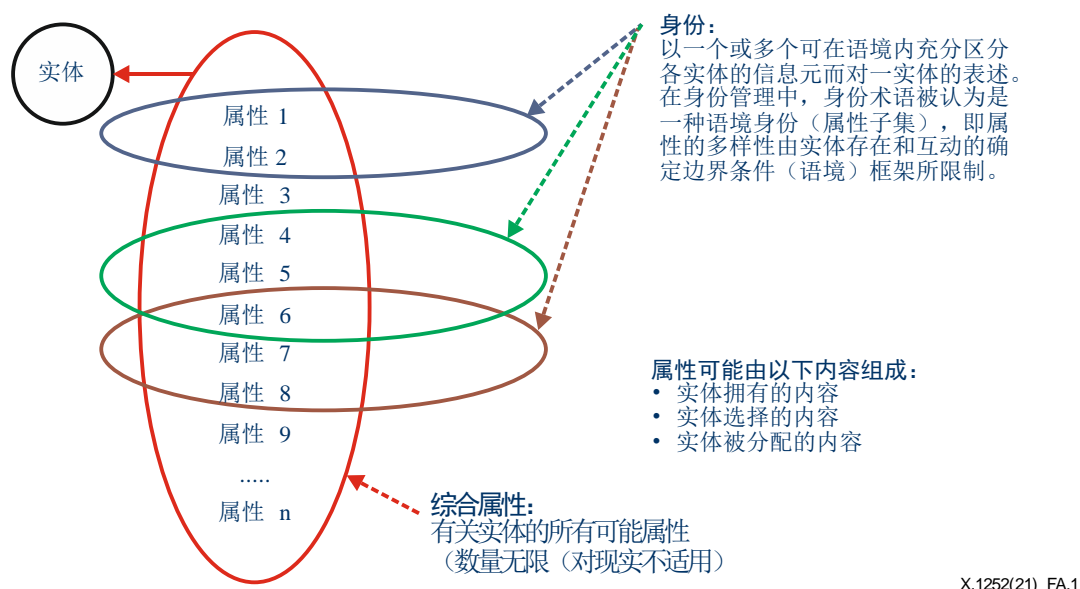 实体
属性 1
属性 2
属性 3
属性 4
属性 5
属性 6
属性 7
属性 8
属性 9
.....
属性 n
身份：
以一个或多个可在语境内充分区分
各实体的信息元而对一实体的表述。
在身份管理中，身份术语被认为是
一种语境身份（属性子集），即属
性的多样性由实体存在和互动的确
定边界条件（语境）框架所限制。
属性可能由以下内容组成：
• 实体拥有的内容
• 实体选择的内容
• 实体被分配的内容
综合属性：
有关实体的所有可能属性
（数量无限（对现实不适用）
X.1252(21)_FA.1